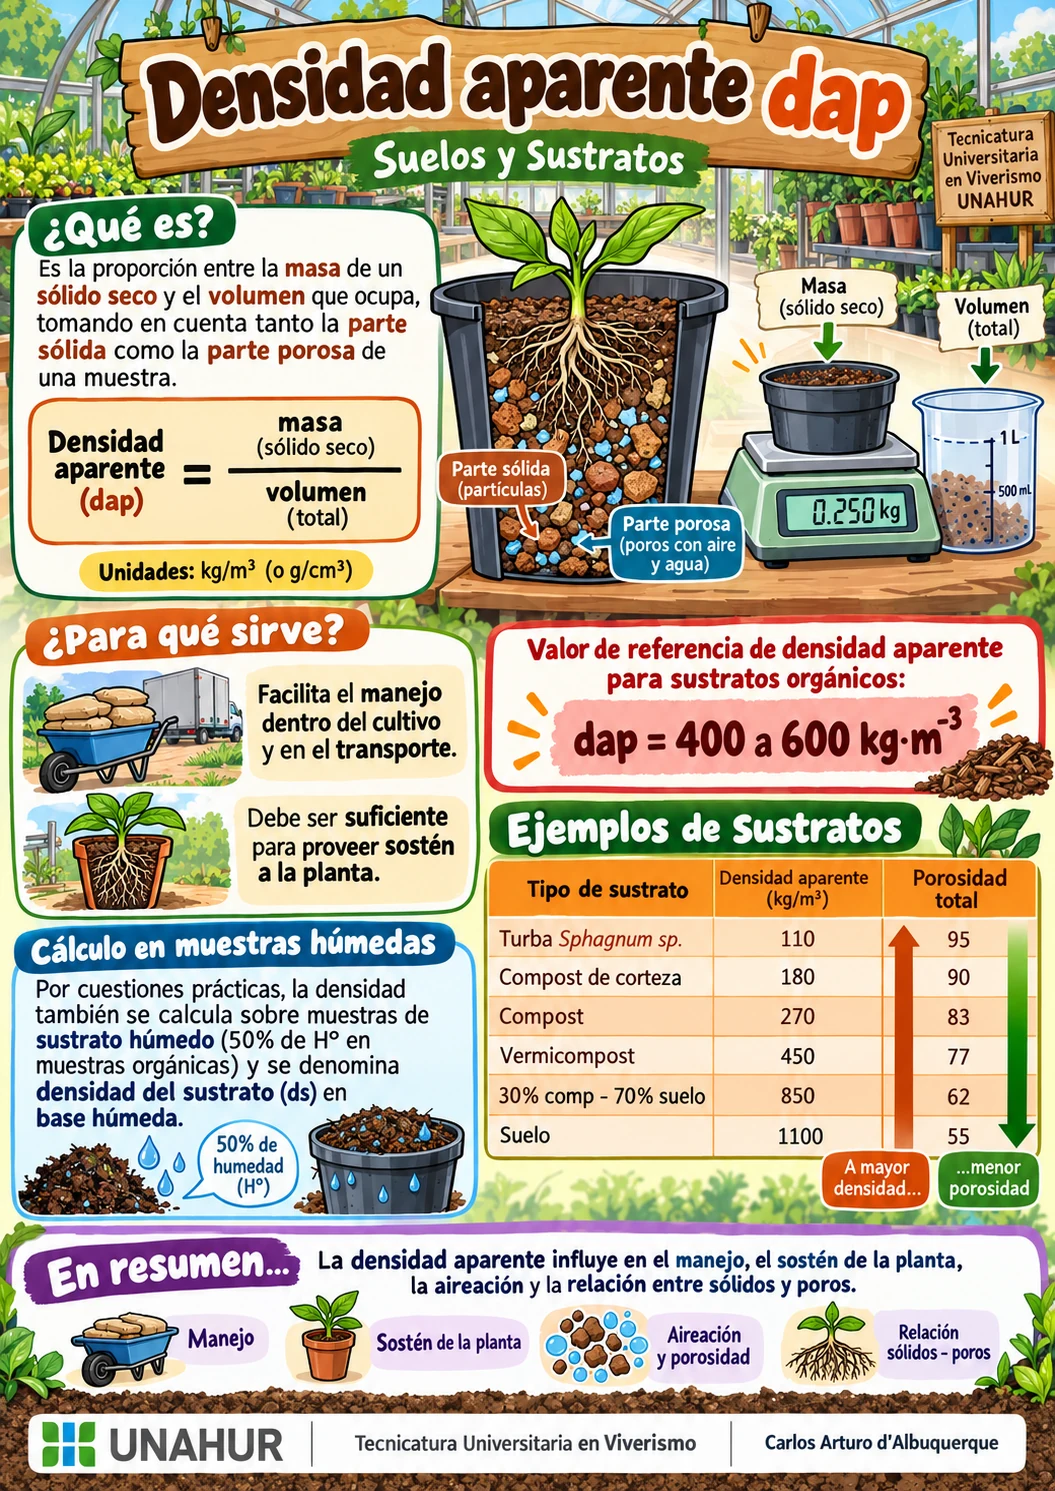 Densidad aparente dap
Suelos y Sustratos
Tecnicatura
Universitaria
en Viverismo
UNAHUR
¿Qué es?
Es la proporción entre la masa de un
sólido seco y el volumen que ocupa,
tomando en cuenta tanto la parte
sólida como la parte porosa de
una muestra.
Densidad
aparente
(dap)
=
masa
(sólido seco)
volumen
(total)
Unidades: kg/m³ (o g/cm³)
Parte sólida
(partículas)
Parte porosa
(poros con aire
y agua)
Masa
(sólido seco)
Volumen
(total)
0.250 kg
1 L
500 mL
¿Para qué sirve?
Facilita el manejo
dentro del cultivo
y en el transporte.
Debe ser suficiente
para proveer sostén
a la planta.
Valor de referencia de densidad aparente
para sustratos orgánicos:
dap = 400 a 600 kg·m⁻³
Cálculo en muestras húmedas
Por cuestiones prácticas, la densidad
también se calcula sobre muestras de
sustrato húmedo (50% de Hº en
muestras orgánicas) y se denomina
densidad del sustrato (ds) en
base húmeda.
50% de
humedad
(Hº)
Ejemplos de Sustratos
Tipo de sustrato
Densidad aparente
(kg/m³)
Porosidad
total
Turba Sphagnum sp. 110 95
Compost de corteza 180 90
Compost 270 83
Vermicompost 450 77
30% comp - 70% suelo 850 62
Suelo 1100 55
A mayor
densidad...
...menor
porosidad
En resumen...
La densidad aparente influye en el manejo, el sostén de la planta,
la aireación y la relación entre sólidos y poros.
Manejo
Sostén de la planta
Aireación
y porosidad
Relación
sólidos - poros
UNAHUR
Tecnicatura Universitaria en Viverismo
Carlos Arturo d'Albuquerque